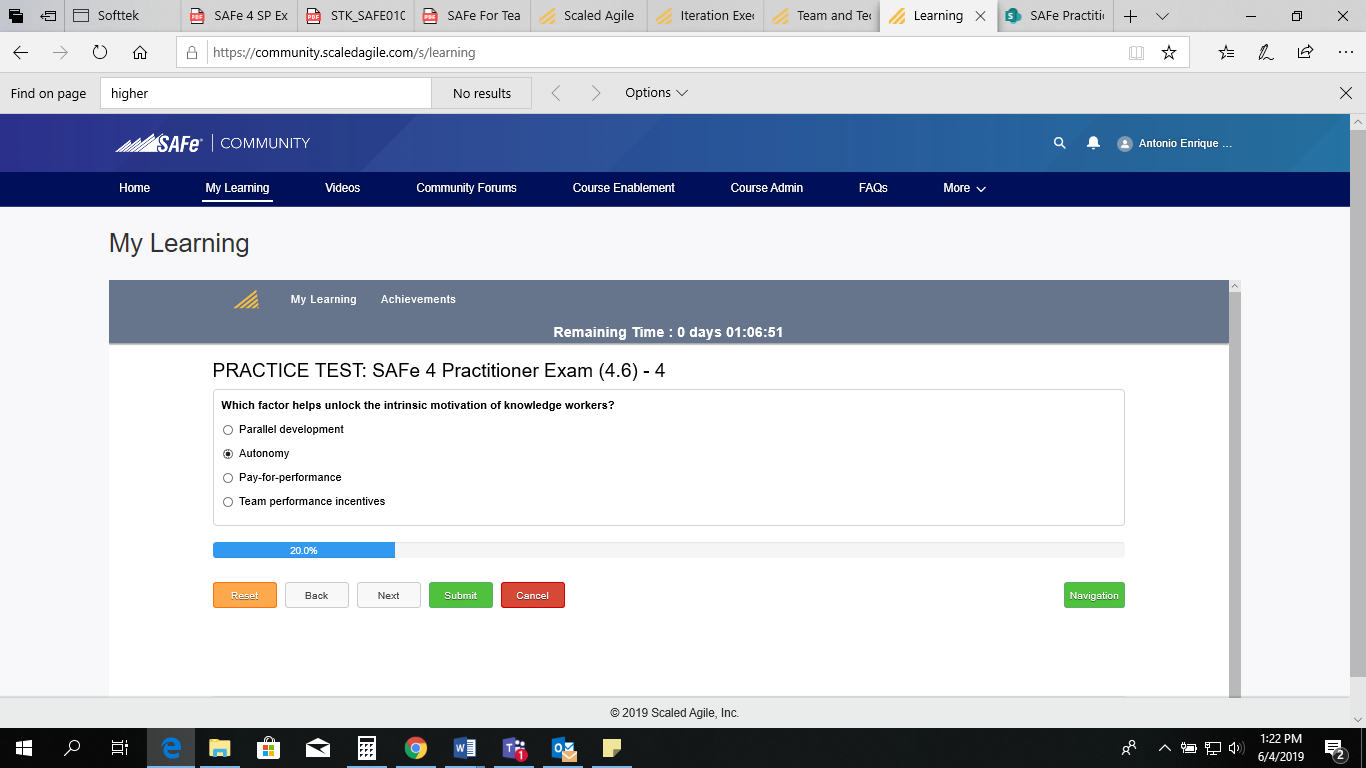 Softtek
SAFe 4 SP Ex
STK_SAFE01(
SAFe For Tea
Scaled Agile
Iteration Exec
Team and Tec
Learning
SAFe Practiti
https://community.scaledagile.com/s/learning
Find on page
higher
No results
Options
SAFe
COMMUNITY
Antonio Enrique ...
Home
My Learning
Videos
Community Forums
Course Enablement
Course Admin
FAQs
More
My Learning
My Learning
Achievements
Remaining Time : 0 days 01:06:51
PRACTICE TEST: SAFe 4 Practitioner Exam (4.6) - 4
Which factor helps unlock the intrinsic motivation of knowledge workers?
Parallel development
Autonomy
Pay-for-performance
Team performance incentives
20.0%
Reset
Back
Next
Submit
Cancel
Navigation
© 2019 Scaled Agile, Inc.
1:22 PM
6/4/2019